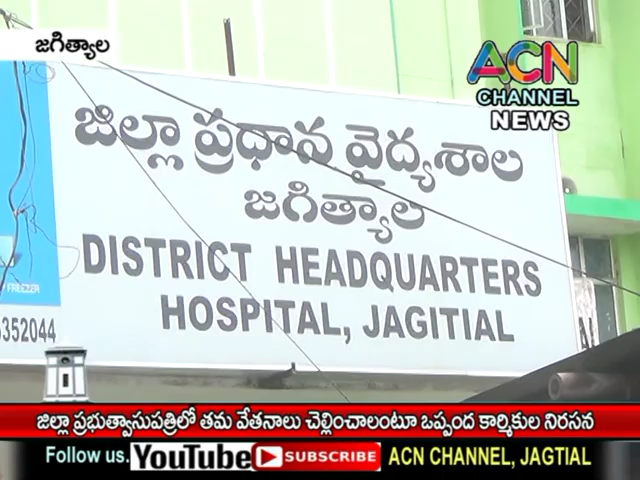 జగిత్యాల
ACN
CHANNEL
NEWS
జిల్లా ప్రధాన వైద్యశాల
జగిత్యాల
DISTRICT HEADQUARTERS
HOSPITAL, JAGITIAL
FREEZER
6352044
జిల్లా ప్రభుత్వాసుపత్రిలో తమ వేతనాలు చెల్లించాలంటూ ఒప్పంద కార్మికుల నిరసన
Follow us. YouTube SUBSCRIBE ACN CHANNEL, JAGTIAL